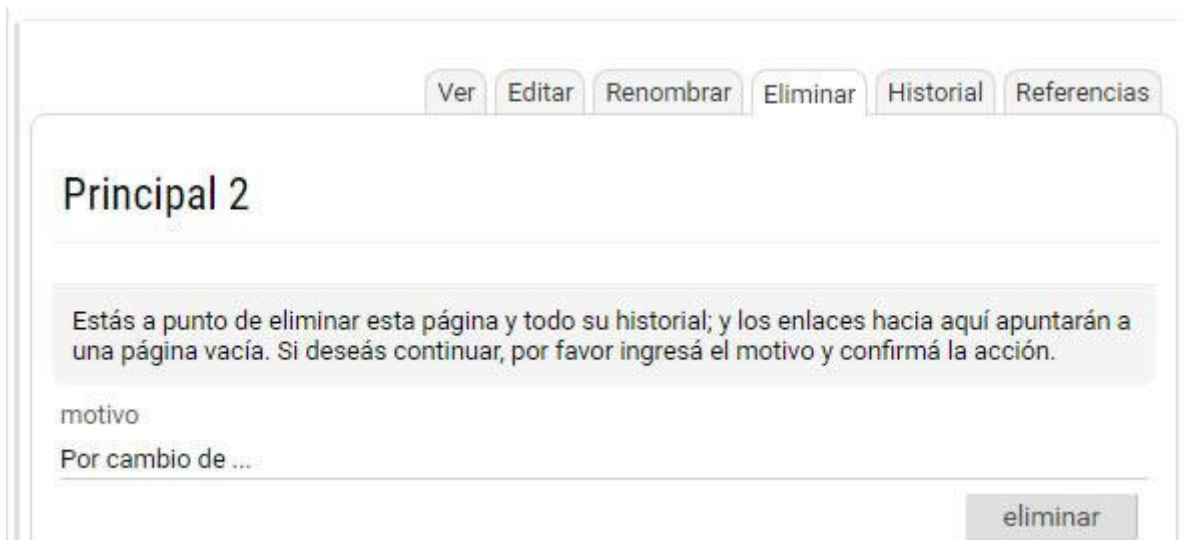 Ver Editar Renombrar Eliminar Historial Referencias
Principal 2
Estás a punto de eliminar esta página y todo su historial; y los enlaces hacia aquí apuntarán a
una página vacía. Si deseás continuar, por favor ingresá el motivo y confirmá la acción.
motivo
Por cambio de ...
eliminar